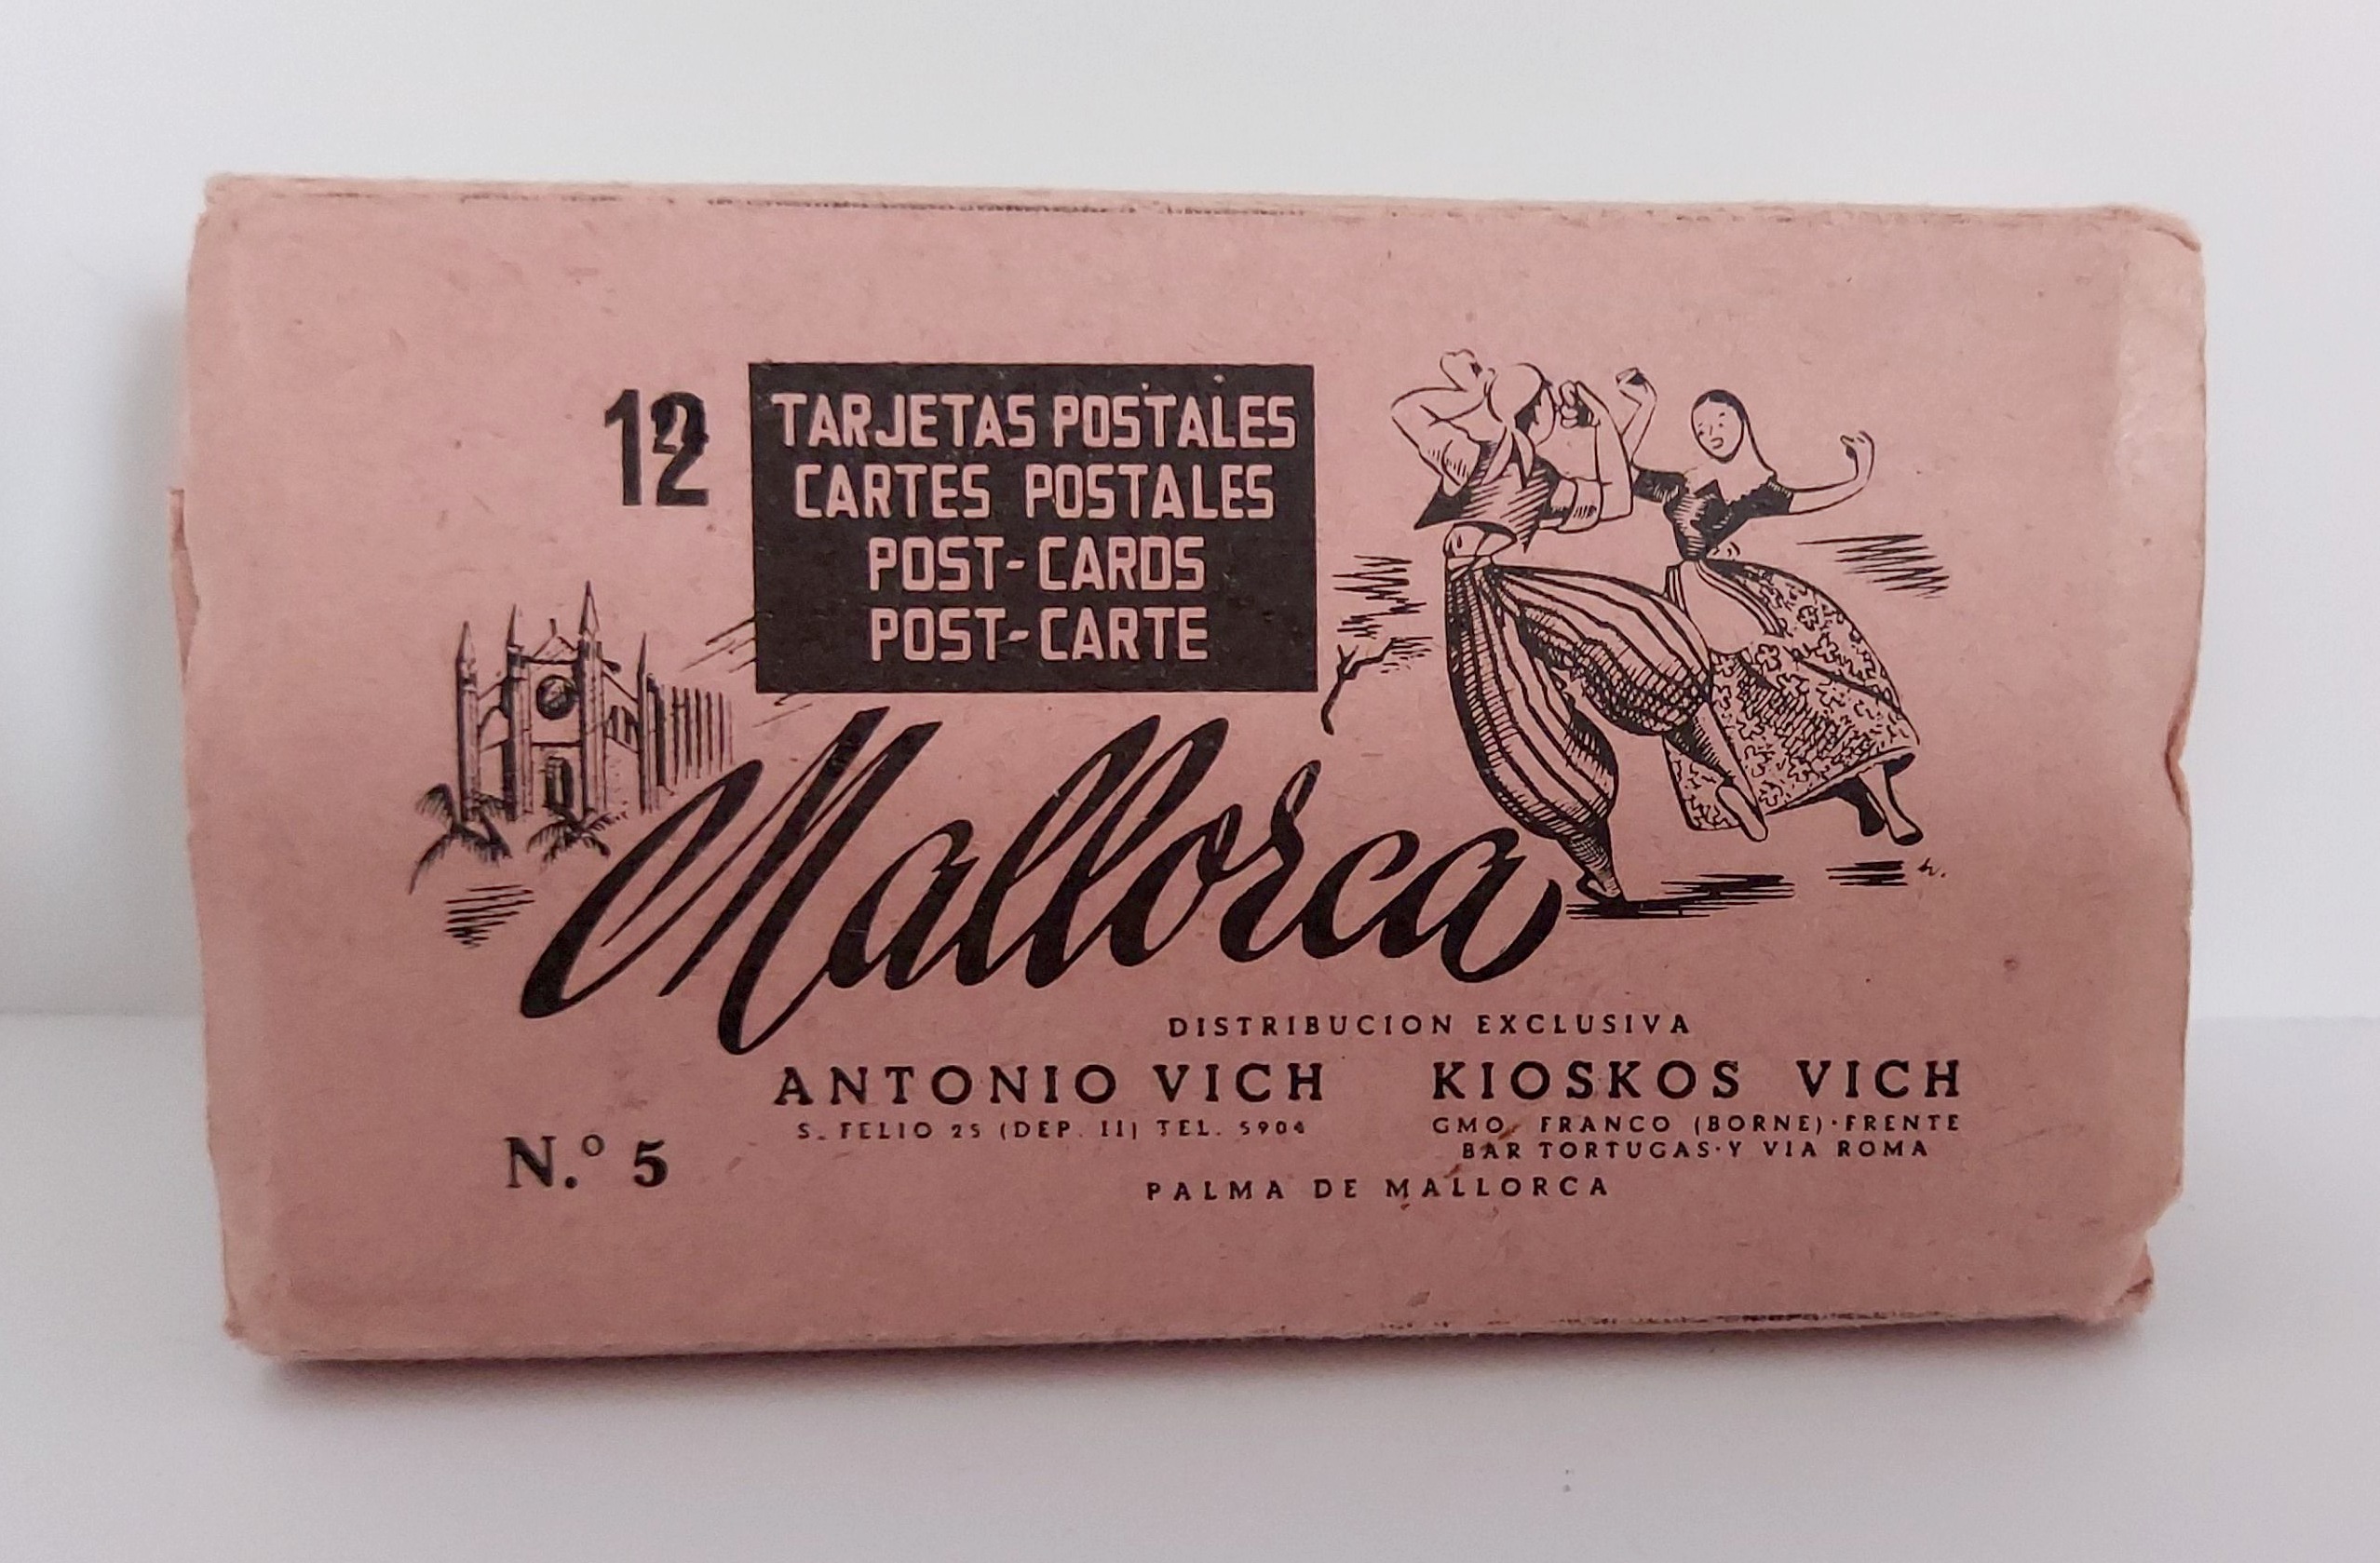 12
TARJETAS POSTALES
CARTES POSTALES
POST-CARDS
POST-CARTE
Mallorca
DISTRIBUCION EXCLUSIVA
ANTONIO VICH
S. FELIO 25 (DEP. II) TEL. 5904
KIOSKOS VICH
GMO. FRANCO (BORNE)·FRENTE
BAR TORTUGAS·Y VIA ROMA
N.º 5
PALMA DE MALLORCA